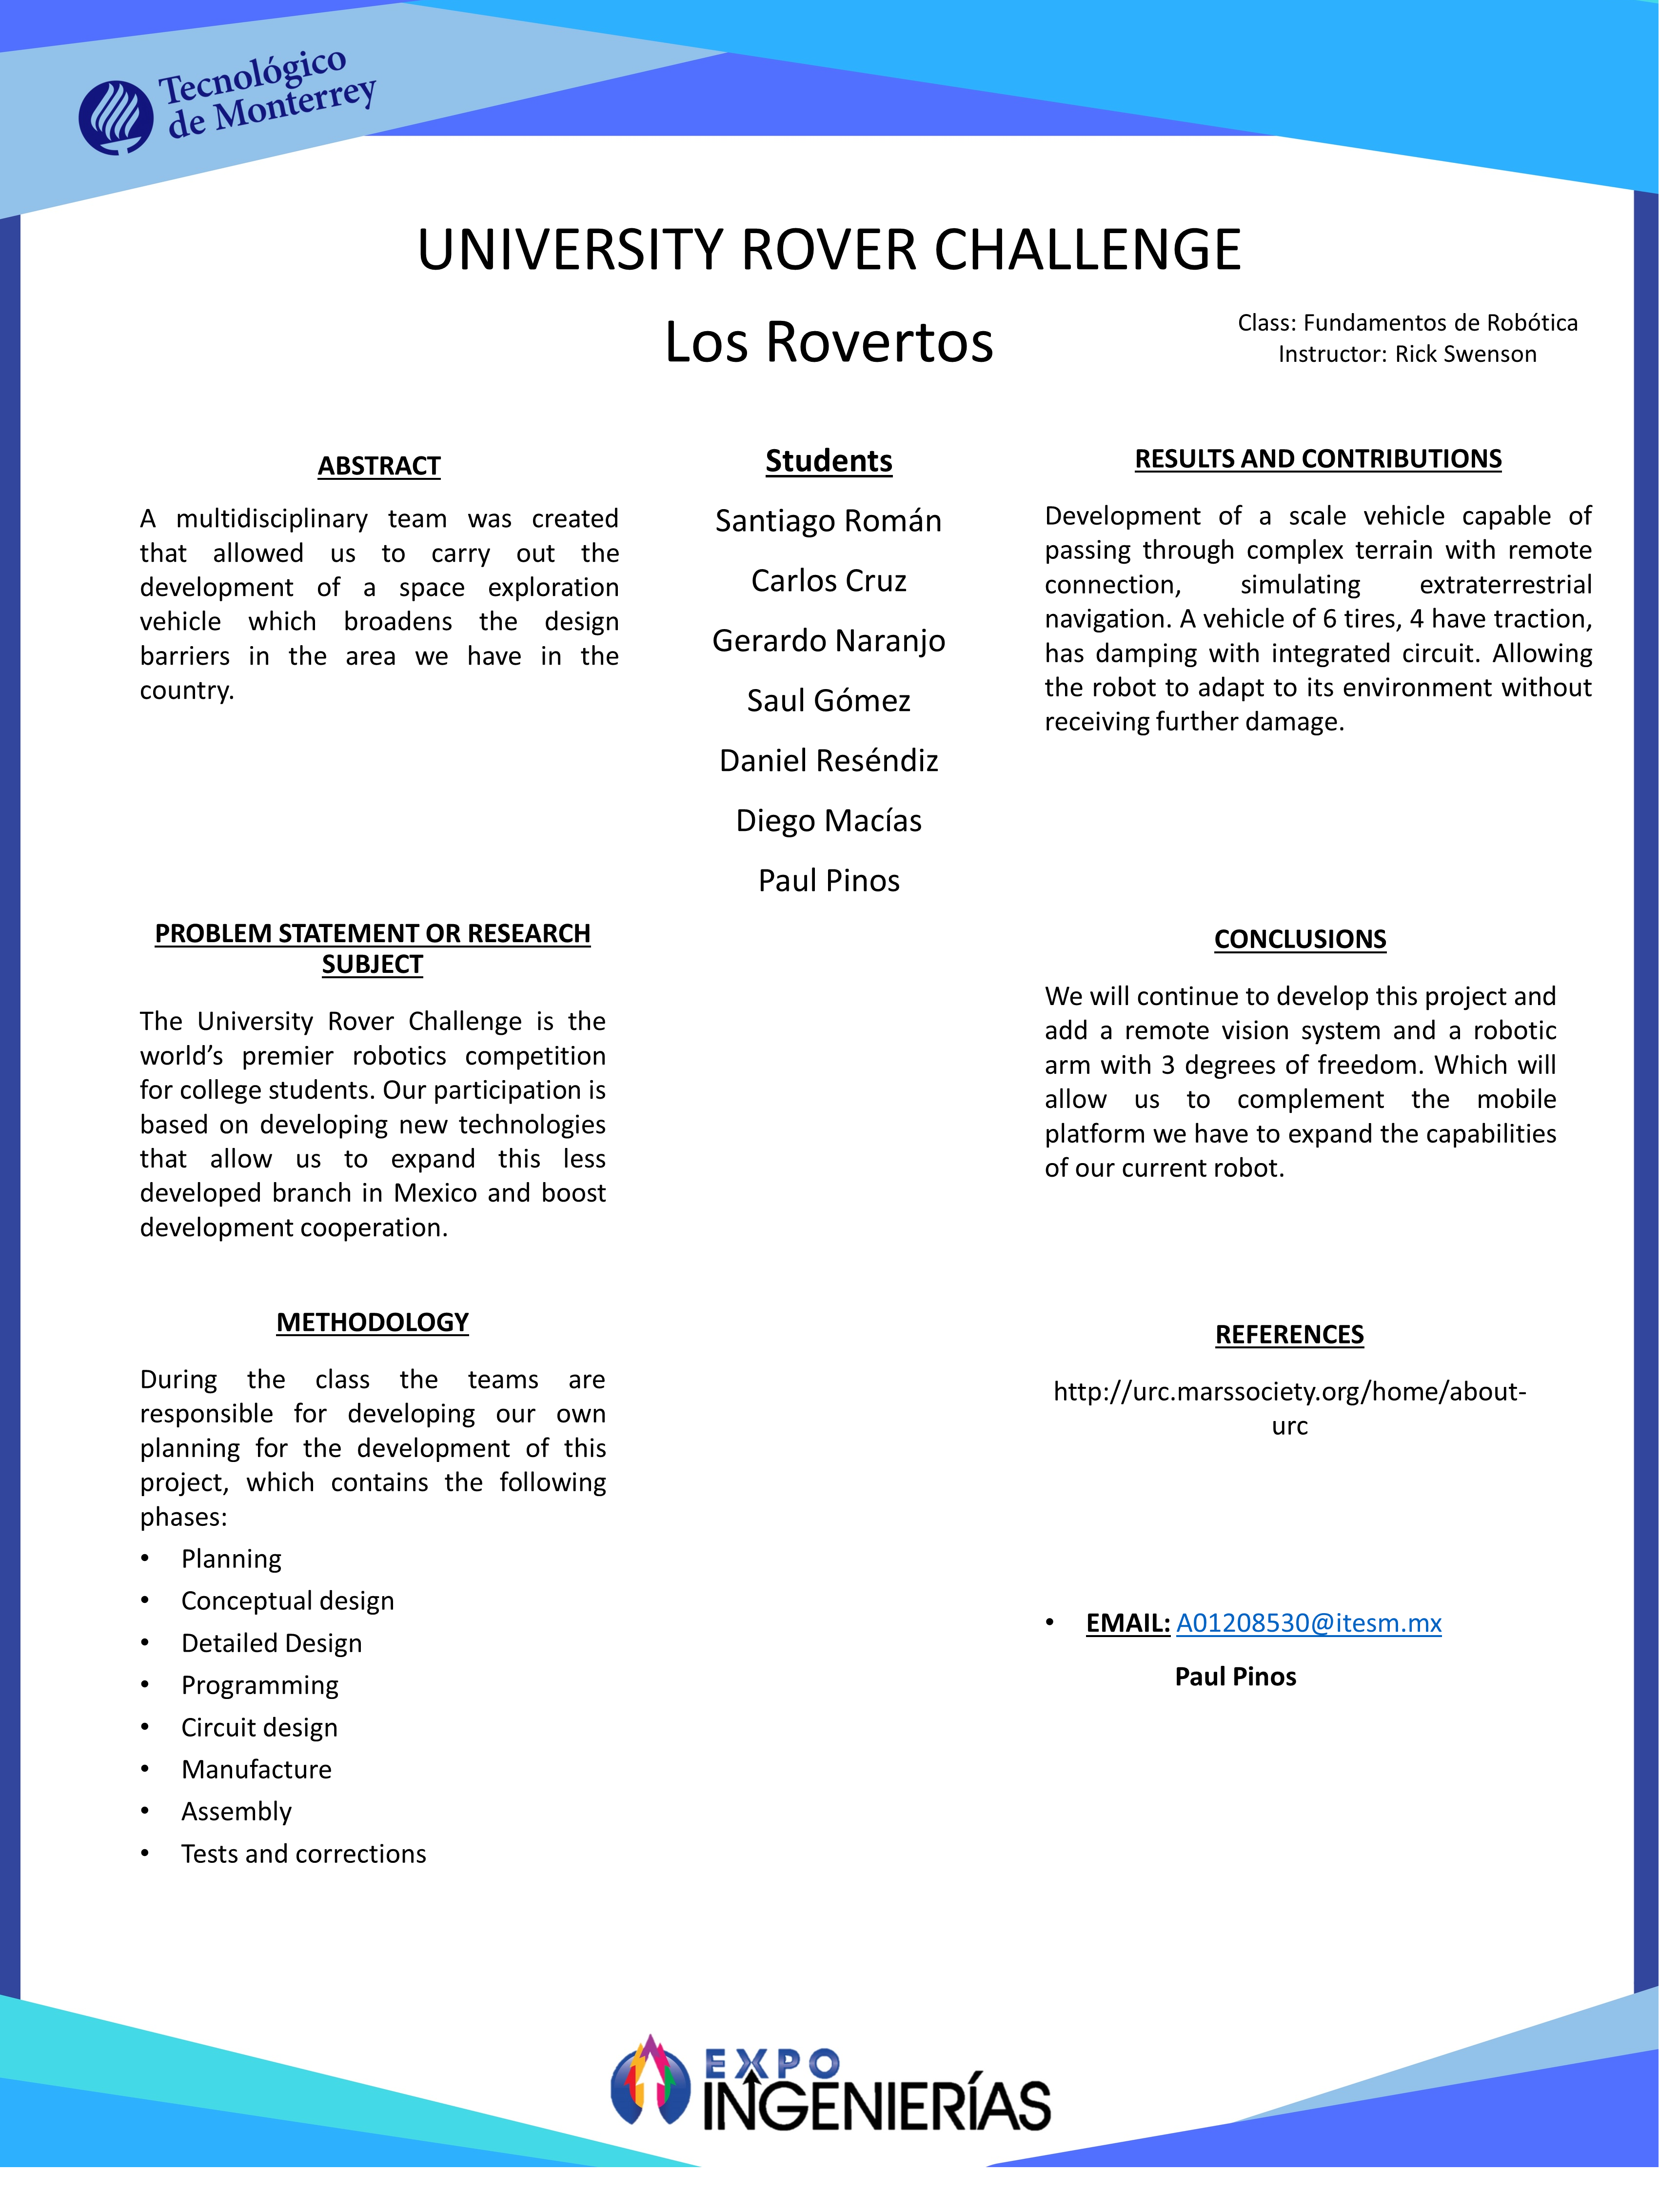 Tecnológico
de Monterrey
UNIVERSITY ROVER CHALLENGE
Los Rovertos
Class: Fundamentos de Robótica
Instructor: Rick Swenson
ABSTRACT
A multidisciplinary team was created
that allowed us to carry out the
development of a space exploration
vehicle which broadens the design
barriers in the area we have in the
country.
PROBLEM STATEMENT OR RESEARCH
SUBJECT
The University Rover Challenge is the
world’s premier robotics competition
for college students. Our participation is
based on developing new technologies
that allow us to expand this less
developed branch in Mexico and boost
development cooperation.
METHODOLOGY
During the class the teams are
responsible for developing our own
planning for the development of this
project, which contains the following
phases:
• Planning
• Conceptual design
• Detailed Design
• Programming
• Circuit design
• Manufacture
• Assembly
• Tests and corrections
Students
Santiago Román
Carlos Cruz
Gerardo Naranjo
Saul Gómez
Daniel Reséndiz
Diego Macías
Paul Pinos
RESULTS AND CONTRIBUTIONS
Development of a scale vehicle capable of
passing through complex terrain with remote
connection, simulating extraterrestrial
navigation. A vehicle of 6 tires, 4 have traction,
has damping with integrated circuit. Allowing
the robot to adapt to its environment without
receiving further damage.
CONCLUSIONS
We will continue to develop this project and
add a remote vision system and a robotic
arm with 3 degrees of freedom. Which will
allow us to complement the mobile
platform we have to expand the capabilities
of our current robot.
REFERENCES
http://urc.marssociety.org/home/about-
urc
• EMAIL: A01208530@itesm.mx
Paul Pinos
EXPO
INGENIERÍAS